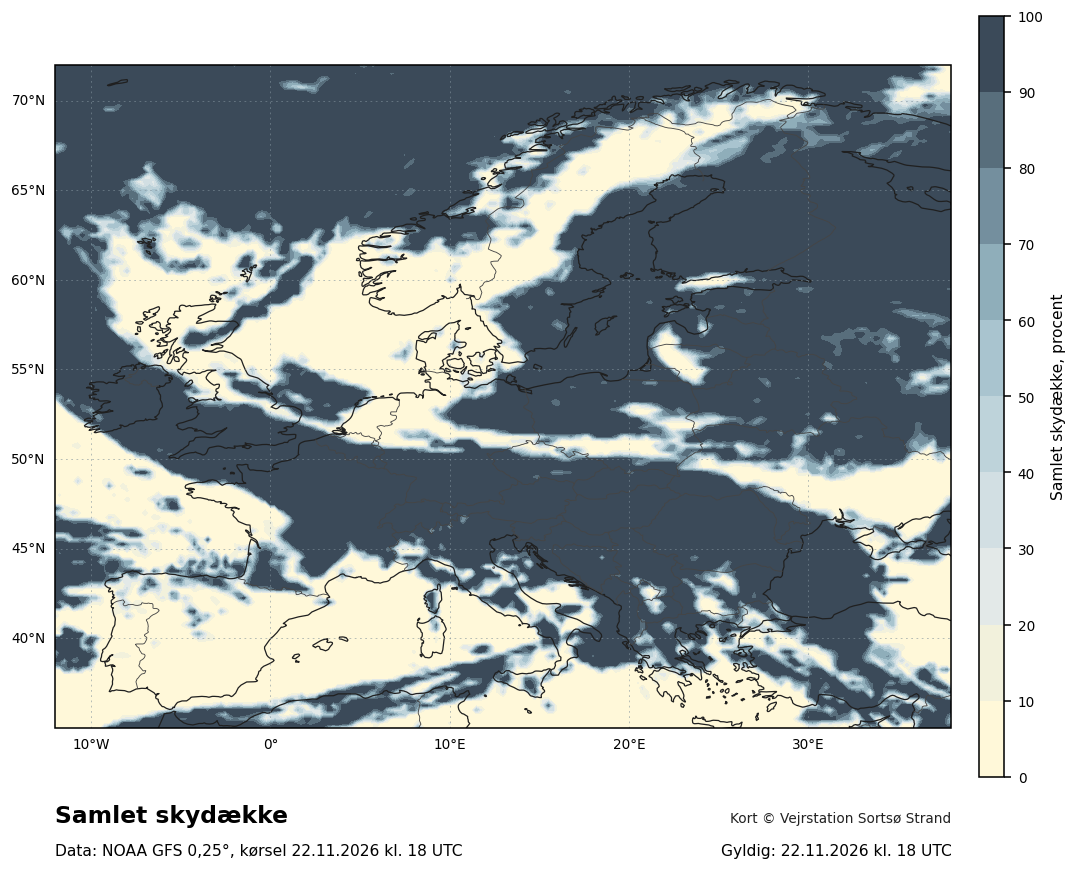 70°N
65°N
60°N
55°N
50°N
45°N
40°N
10°W 0° 10°E 20°E 30°E
100
90
80
70
60
50
40
30
20
10
0
Samlet skydække, procent
Samlet skydække
Kort © Vejrstation Sortsø Strand
Data: NOAA GFS 0,25°, kørsel 22.11.2026 kl. 18 UTC
Gyldig: 22.11.2026 kl. 18 UTC